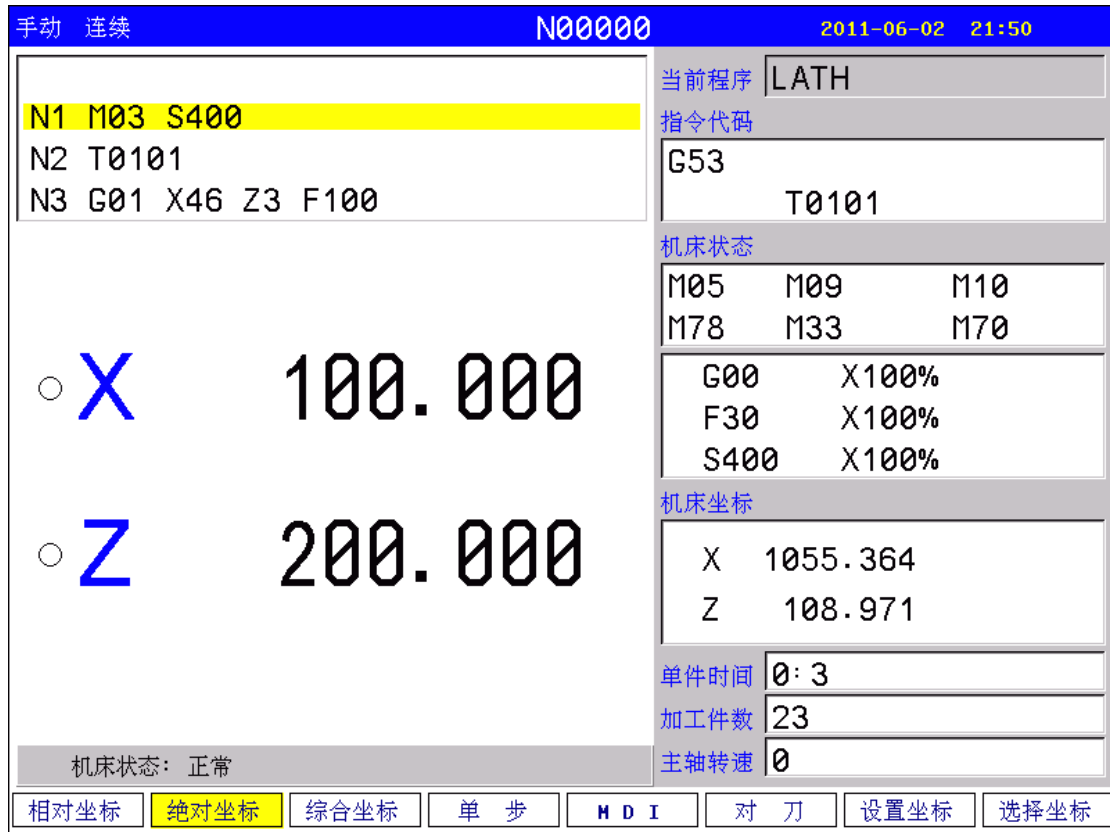 手动 连续 N00000 2011-06-02 21:50
N1 M03 S400
N2 T0101
N3 G01 X46 Z3 F100
X 100.000
Z 200.000
机床状态: 正常
当前程序 LATH
指令代码
G53
T0101
机床状态
M05 M09 M10
M78 M33 M70
G00 X100%
F30 X100%
S400 X100%
机床坐标
X 1055.364
Z 108.971
单件时间 0: 3
加工件数 23
主轴转速 0
相对坐标 绝对坐标 综合坐标 单 步 M D I 对 刀 设置坐标 选择坐标